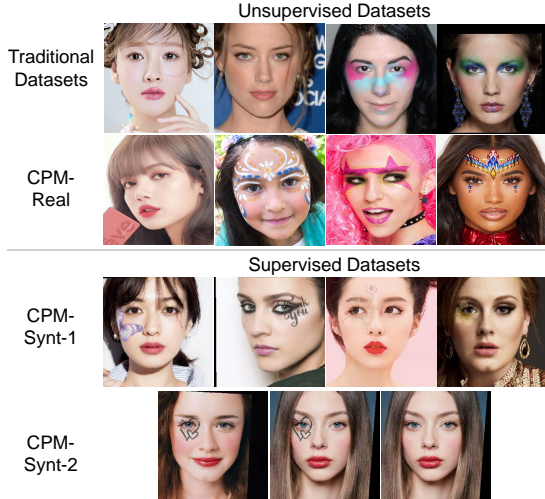 Unsupervised Datasets
Traditional
Datasets
CPM-
Real
Supervised Datasets
CPM-
Synt-1
CPM-
Synt-2